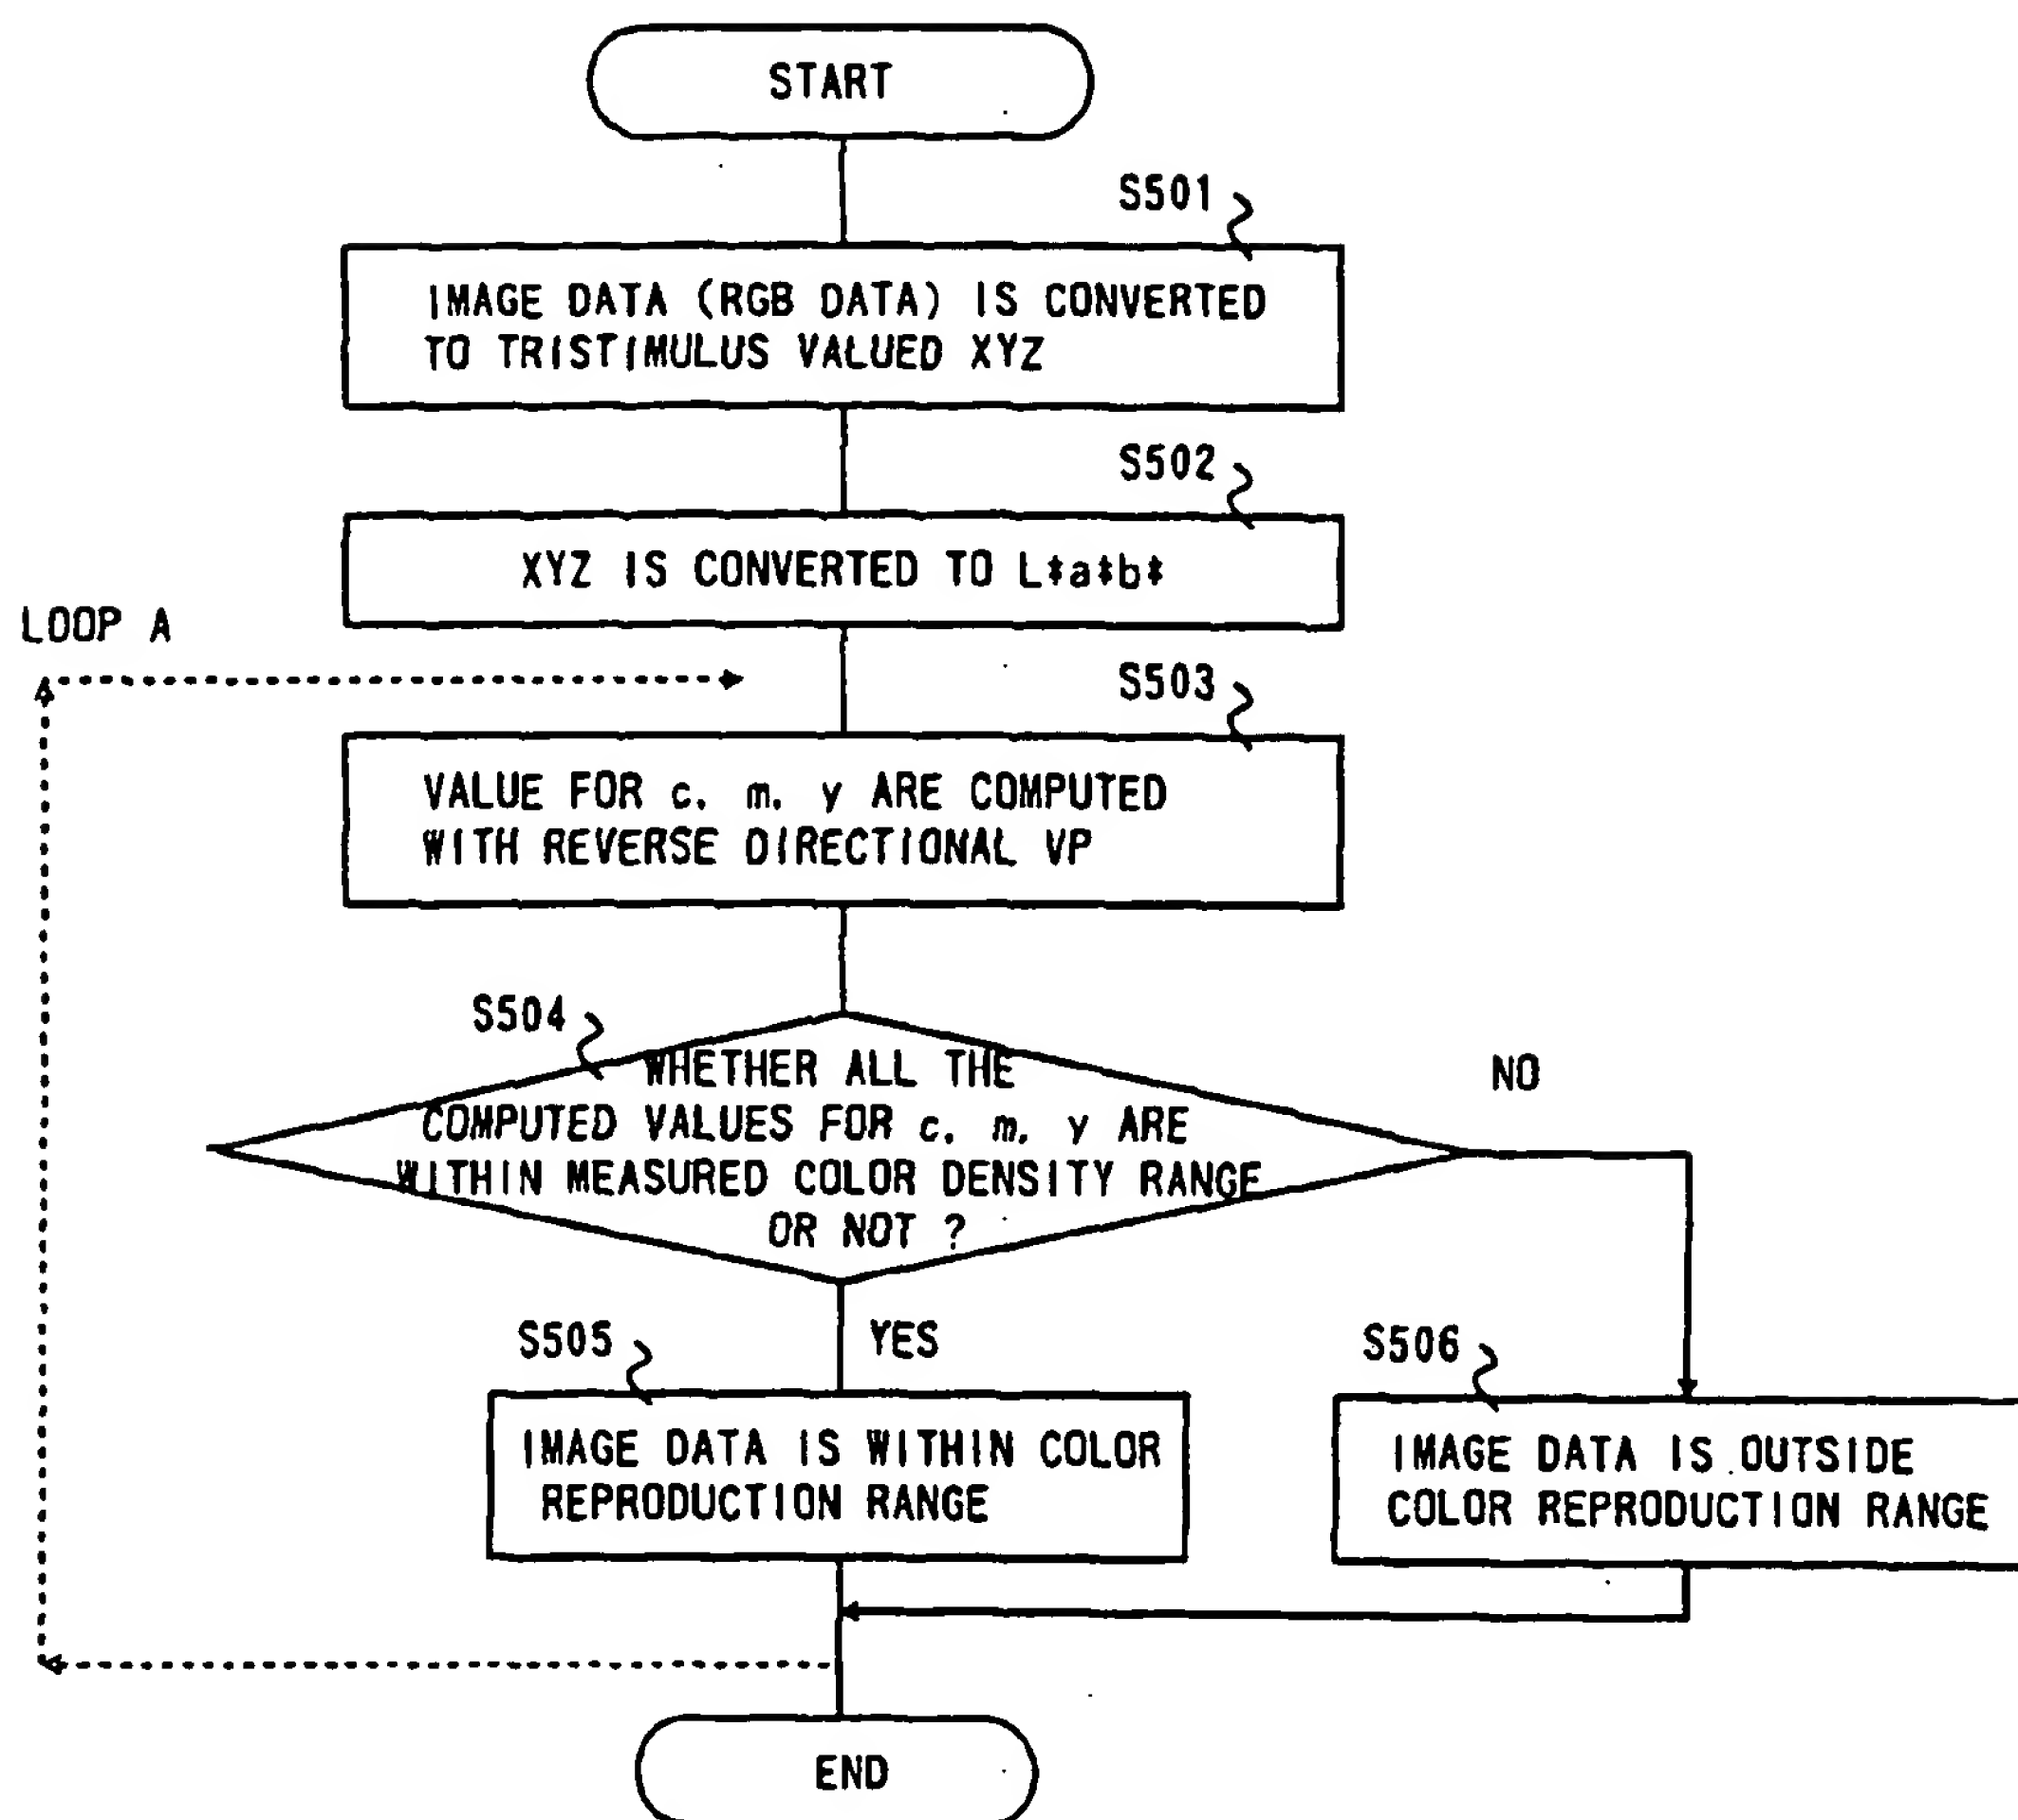 START
S501
IMAGE DATA (RGB DATA) IS CONVERTED
TO TRISTIMULUS VALUED XYZ
S502
XYZ IS CONVERTED TO L*a*b*
LOOP A
S503
VALUE FOR c. m. y ARE COMPUTED
WITH REVERSE DIRECTIONAL VP
S504
WHETHER ALL THE
COMPUTED VALUES FOR c. m. y ARE
WITHIN MEASURED COLOR DENSITY RANGE
OR NOT ?
NO
YES
S505
IMAGE DATA IS WITHIN COLOR
REPRODUCTION RANGE
S506
IMAGE DATA IS OUTSIDE
COLOR REPRODUCTION RANGE
END